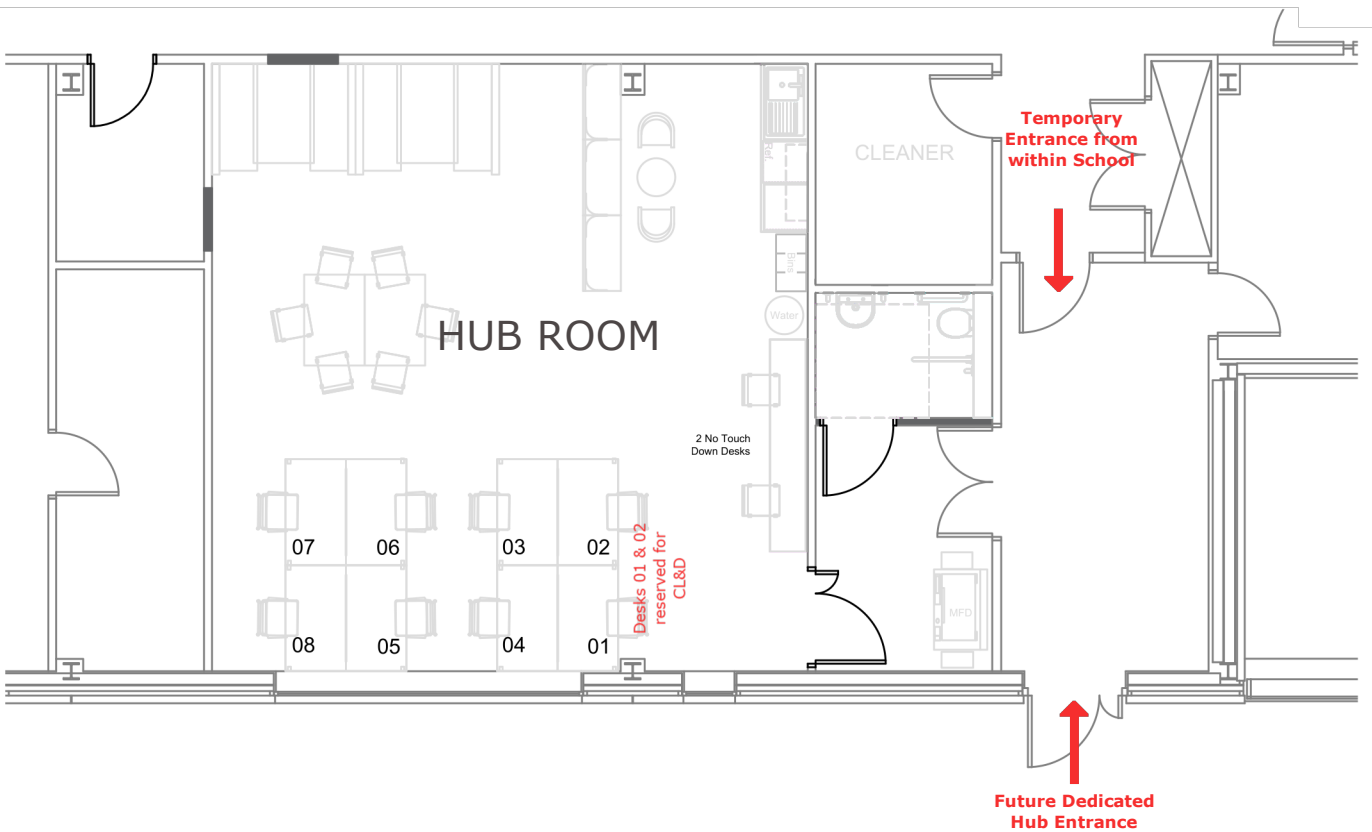 Temporary
Entrance from
within School
CLEANER
Ref.
Bins
Water
HUB ROOM
2 No Touch
Down Desks
07
06
03
02
Desks 01 & 02
reserved for
CL&D
08
05
04
01
MFD
Future Dedicated
Hub Entrance